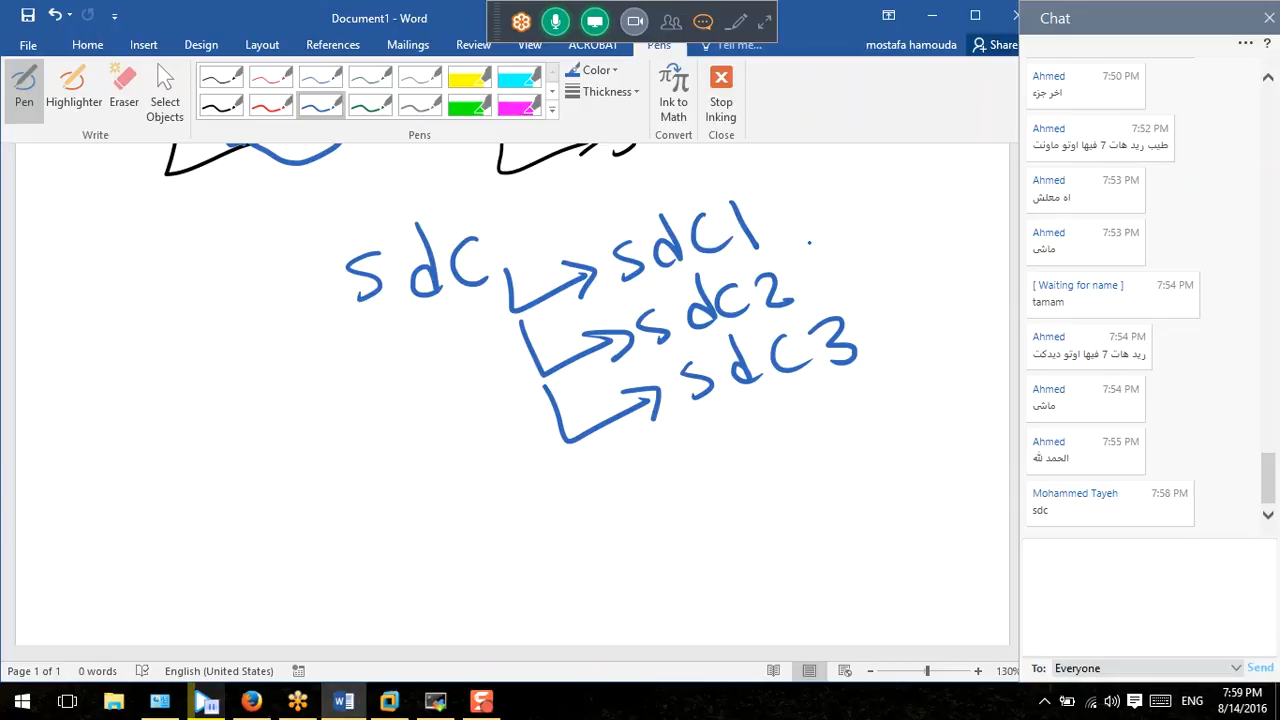 Document1 - Word
Chat
File Home Insert Design Layout References Mailings Review View ACROBAT Pens Tell me... mostafa hamouda Share
Pen Highlighter Eraser Select Objects
Color
Thickness
Ink to Math
Stop Inking
Write Pens Convert Close
sdC
sdC1
sdC2
sdC3
Ahmed 7:50 PM
اخر جزء
Ahmed 7:52 PM
طيب ريد هات 7 فيها اوتو ماونت
Ahmed 7:53 PM
اه معلش
Ahmed 7:53 PM
ماشى
[ Waiting for name ] 7:54 PM
tamam
Ahmed 7:54 PM
ريد هات 7 فيها اوتو ديدكت
Ahmed 7:54 PM
ماشى
Ahmed 7:55 PM
الحمد لله
Mohammed Tayeh 7:58 PM
sdc
To: Everyone Send
Page 1 of 1 0 words English (United States) 130%
ENG 7:59 PM
8/14/2016